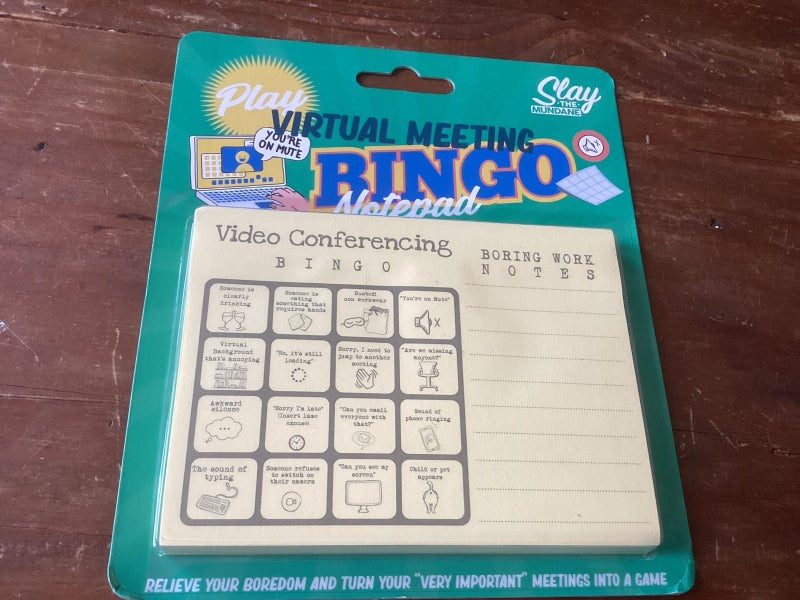 Play
VIRTUAL MEETING
BINGO
Notepad
YOU'RE
ON MUTE
Slay
·THE·
MUNDANE
Video Conferencing
BINGO
BORING WORK
NOTES
Someone is
clearly
drinking
Someone is
eating
something that
requires hands
Busted!
non workwear
"You're on Mute"
Virtual
Background
that's annoying
"No, it's still
loading"
Sorry, I need to
jump to another
meeting
"Are we missing
anyone?"
Awkward
silence
"Sorry I'm late"
(Insert lame
excuse)
"Can you email
everyone with
that?"
Sound of
phone ringing
The sound of
typing
Someone refuses
to switch on
their camera
"Can you see my
screen"
Child or pet
appears
RELIEVE YOUR BOREDOM AND TURN YOUR "VERY IMPORTANT" MEETINGS INTO A GAME